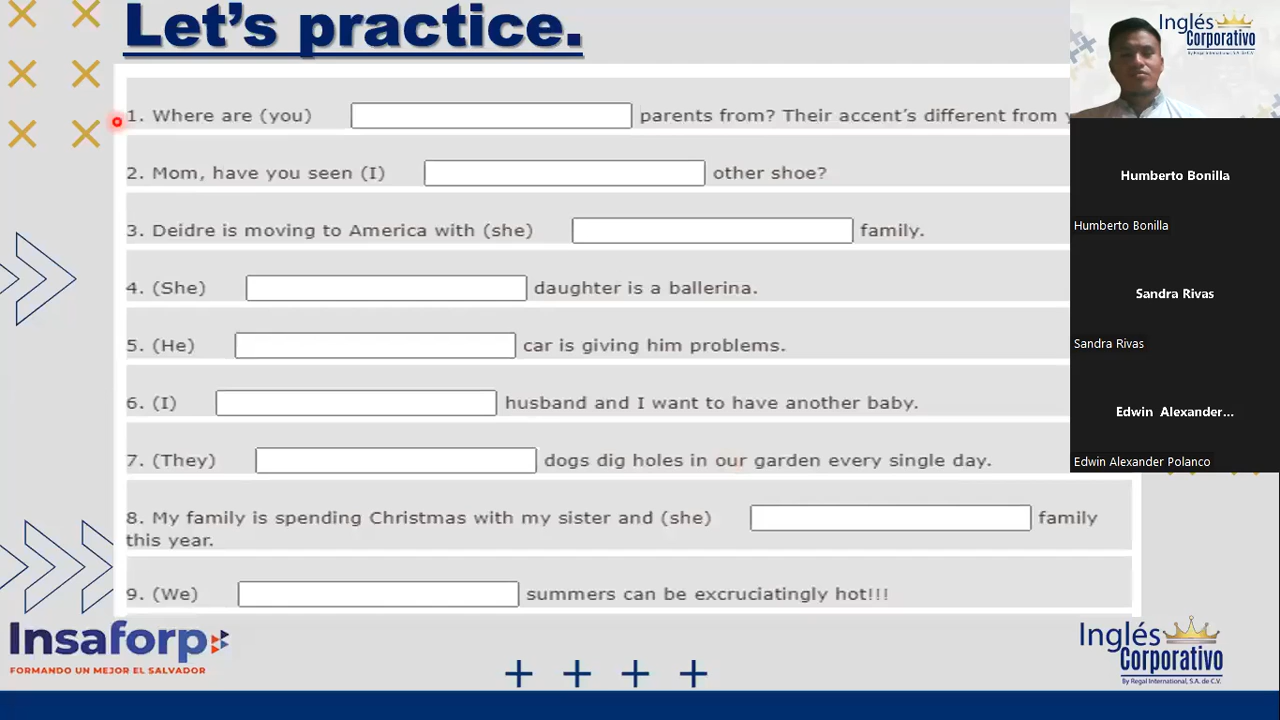 Let's practice.
1. Where are (you) parents from? Their accent's different from
2. Mom, have you seen (I) other shoe?
3. Deidre is moving to America with (she) family.
4. (She) daughter is a ballerina.
5. (He) car is giving him problems.
6. (I) husband and I want to have another baby.
7. (They) dogs dig holes in our garden every single day.
8. My family is spending Christmas with my sister and (she) family
this year.
9. (We) summers can be excruciatingly hot!!!
Inglés
Corporativo
By Regal International, S.A. de C.V.
Humberto Bonilla
Humberto Bonilla
Sandra Rivas
Sandra Rivas
Edwin Alexander...
Edwin Alexander Polanco
Insaforp
FORMANDO UN MEJOR EL SALVADOR
Inglés
Corporativo
By Regal International, S.A. de C.V.